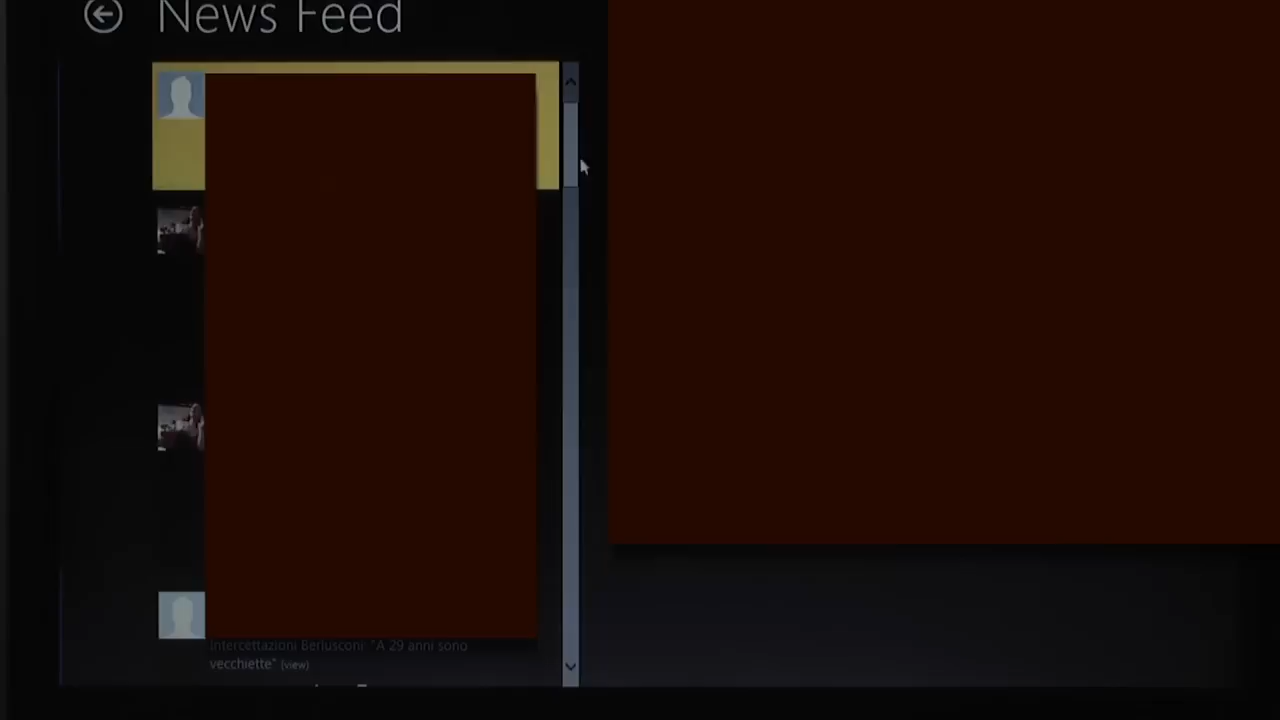 News Feed
Intercettazioni Berlusconi: "A 29 anni sono
vecchiette" [view]